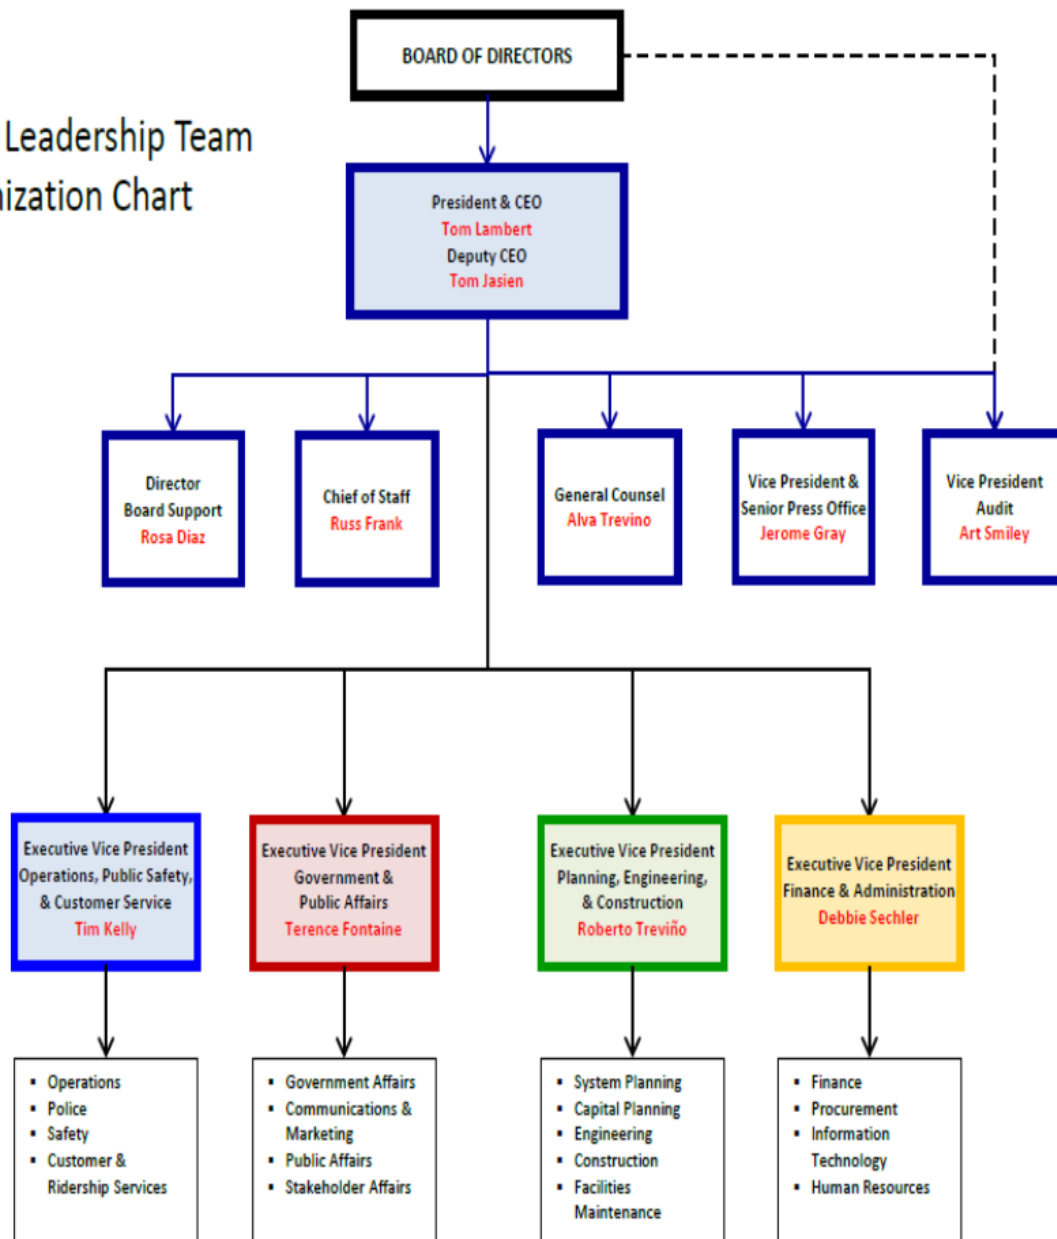 BOARD OF DIRECTORS
Leadership Team
nization Chart
President & CEO
Tom Lambert
Deputy CEO
Tom Jasien
Director
Board Support
Rosa Diaz
Chief of Staff
Russ Frank
General Counsel
Alva Trevino
Vice President &
Senior Press Office
Jerome Gray
Vice President
Audit
Art Smiley
Executive Vice President
Operations, Public Safety,
& Customer Service
Tim Kelly
Executive Vice President
Government &
Public Affairs
Terence Fontaine
Executive Vice President
Planning, Engineering,
& Construction
Roberto Treviño
Executive Vice President
Finance & Administration
Debbie Sechler
▪ Operations
▪ Police
▪ Safety
▪ Customer &
Ridership Services
▪ Government Affairs
▪ Communications &
Marketing
▪ Public Affairs
▪ Stakeholder Affairs
▪ System Planning
▪ Capital Planning
▪ Engineering
▪ Construction
▪ Facilities
Maintenance
▪ Finance
▪ Procurement
▪ Information
Technology
▪ Human Resources